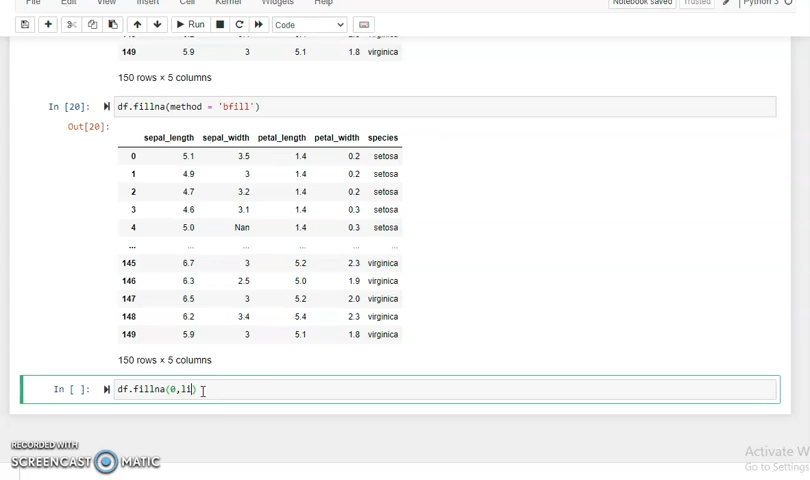 File Edit View Insert Cell Kernel Widgets Help Notebook saved Trusted Python 3
Run Code
149 5.9 3 5.1 1.8 virginica
150 rows × 5 columns
In [20]: df.fillna(method = 'bfill')
Out[20]:
sepal_length sepal_width petal_length petal_width species
0 5.1 3.5 1.4 0.2 setosa
1 4.9 3 1.4 0.2 setosa
2 4.7 3.2 1.4 0.2 setosa
3 4.6 3.1 1.4 0.3 setosa
4 5.0 Nan 1.4 0.3 setosa
... ... ... ... ... ...
145 6.7 3 5.2 2.3 virginica
146 6.3 2.5 5.0 1.9 virginica
147 6.5 3 5.2 2.0 virginica
148 6.2 3.4 5.4 2.3 virginica
149 5.9 3 5.1 1.8 virginica
150 rows × 5 columns
In [ ]: df.fillna(0,li)
RECORDED WITH
SCREENCAST MATIC
Activate W
Go to Settings